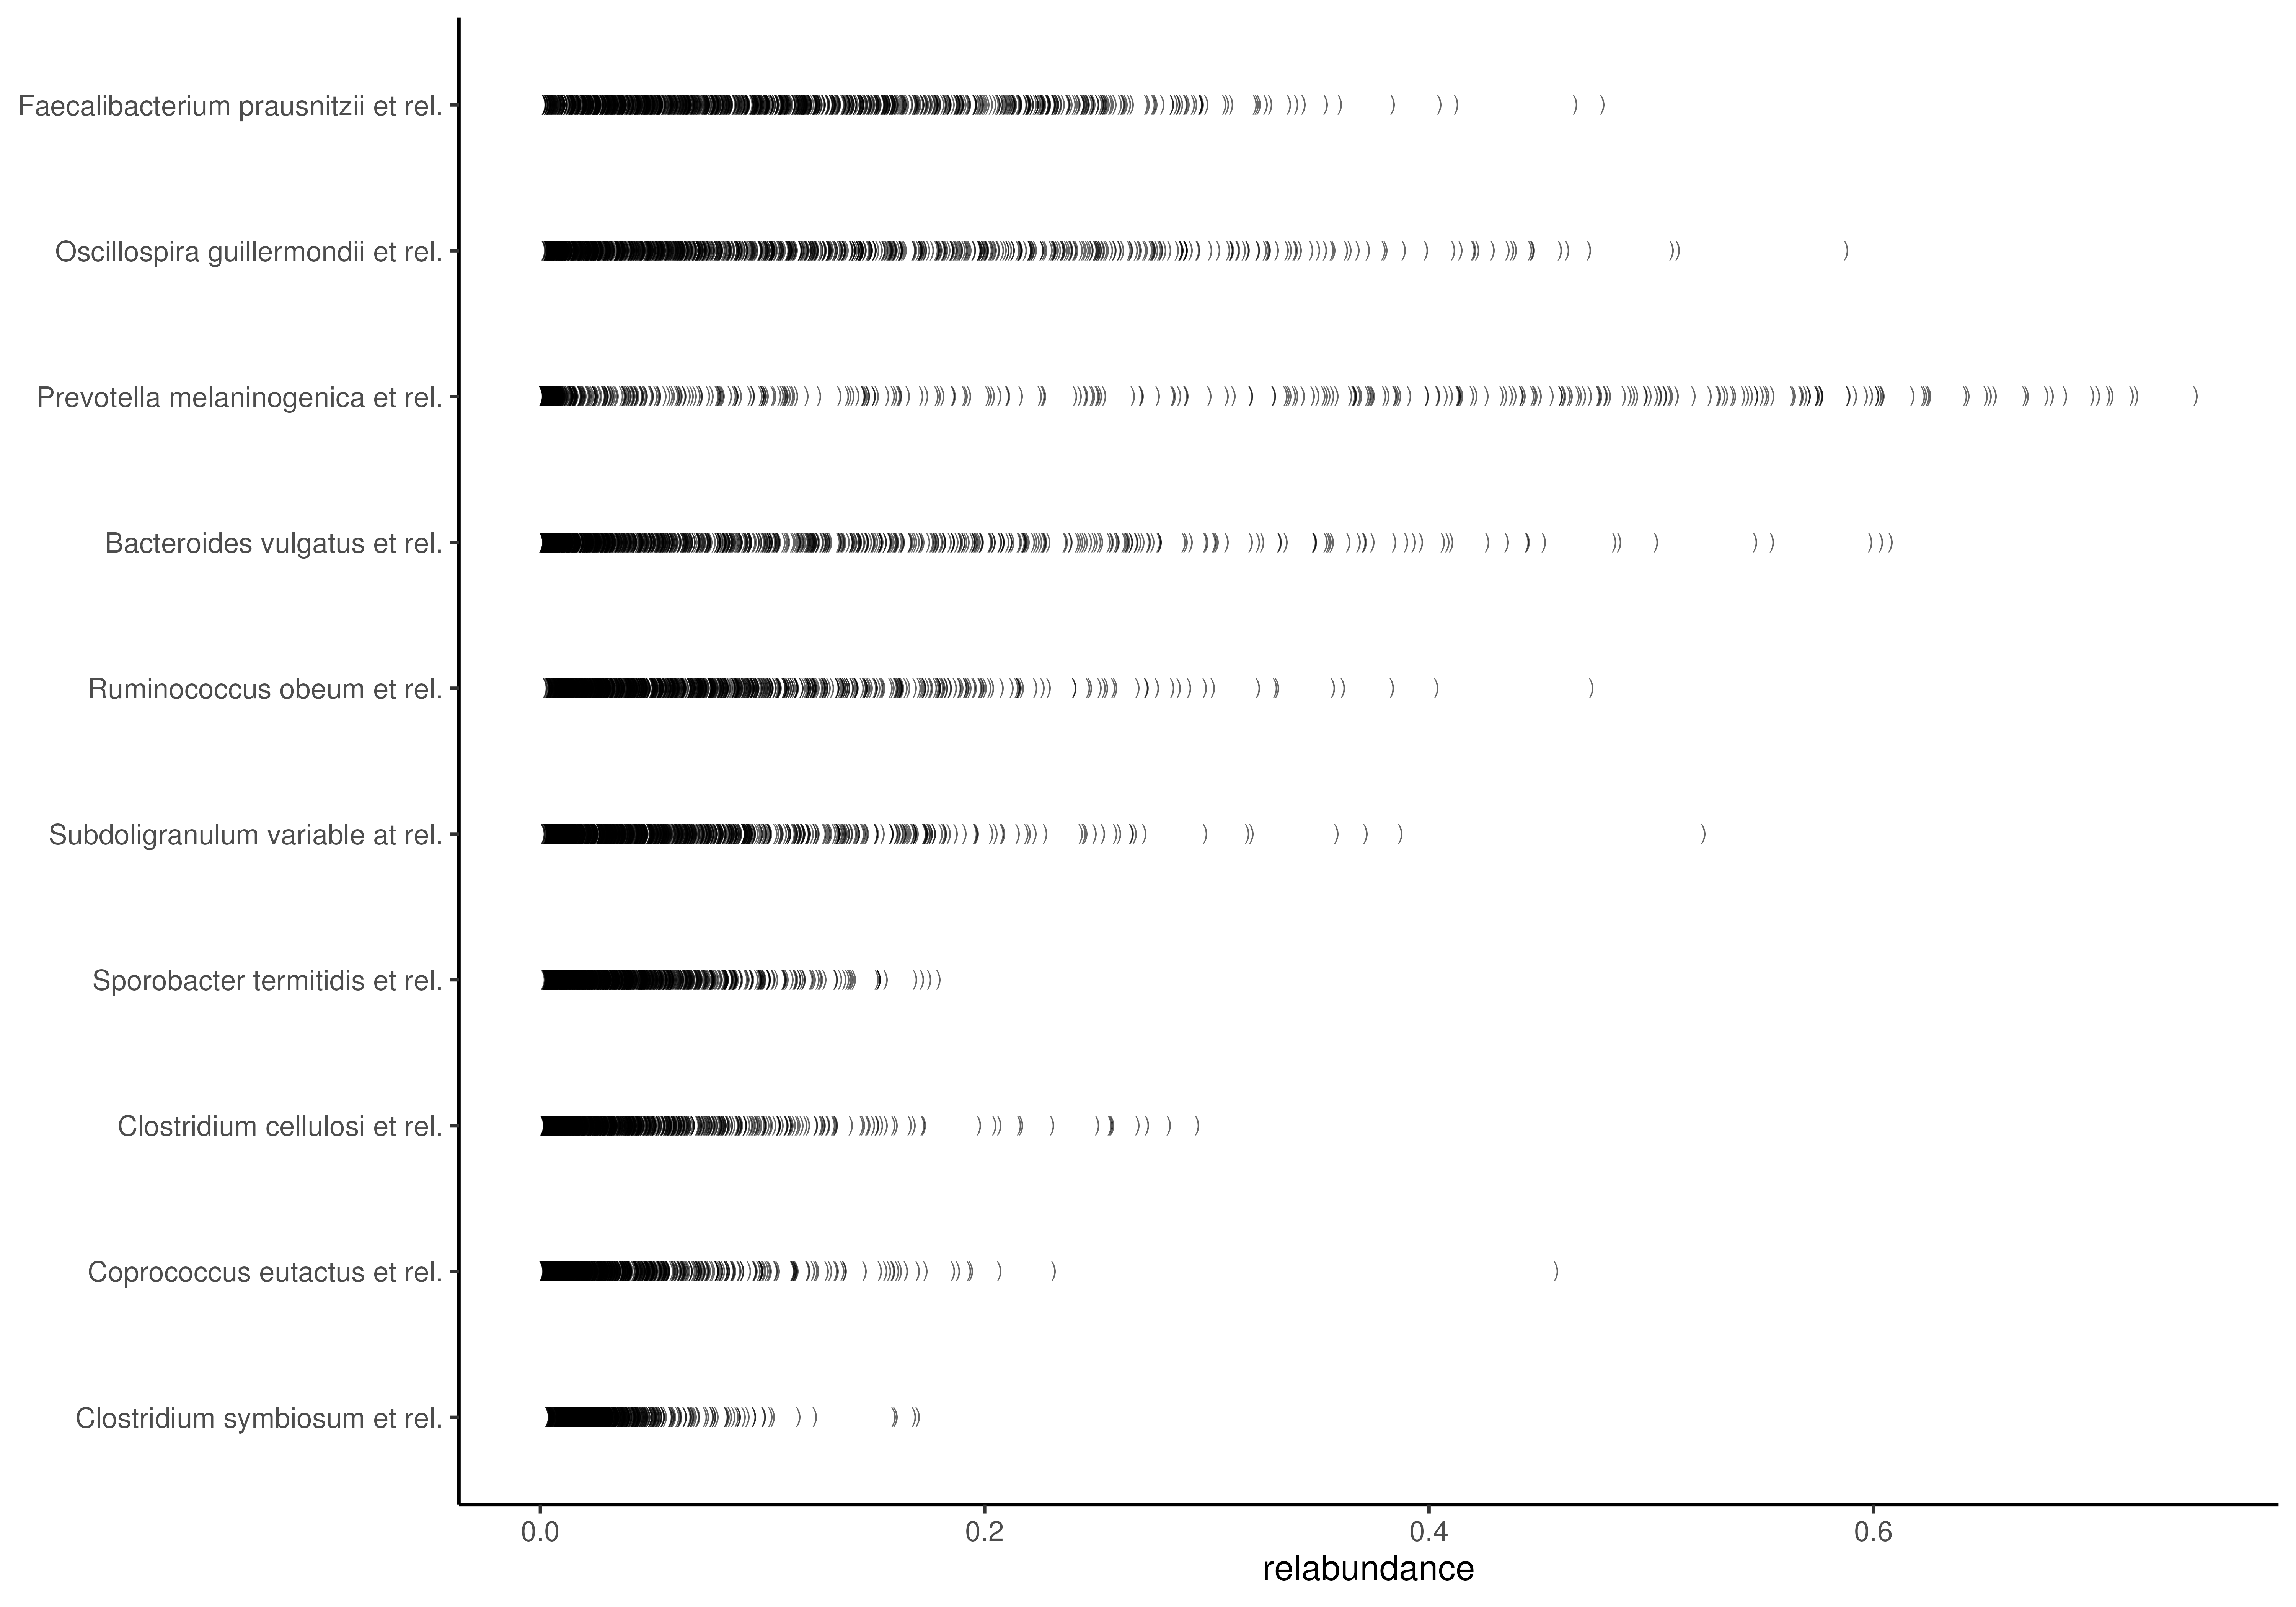 Faecalibacterium prausnitzii et rel.
Oscillospira guillermondii et rel.
Prevotella melaninogenica et rel.
Bacteroides vulgatus et rel.
Ruminococcus obeum et rel.
Subdoligranulum variable at rel.
Sporobacter termitidis et rel.
Clostridium cellulosi et rel.
Coprococcus eutactus et rel.
Clostridium symbiosum et rel.
0.0 0.2 0.4 0.6
relabundance